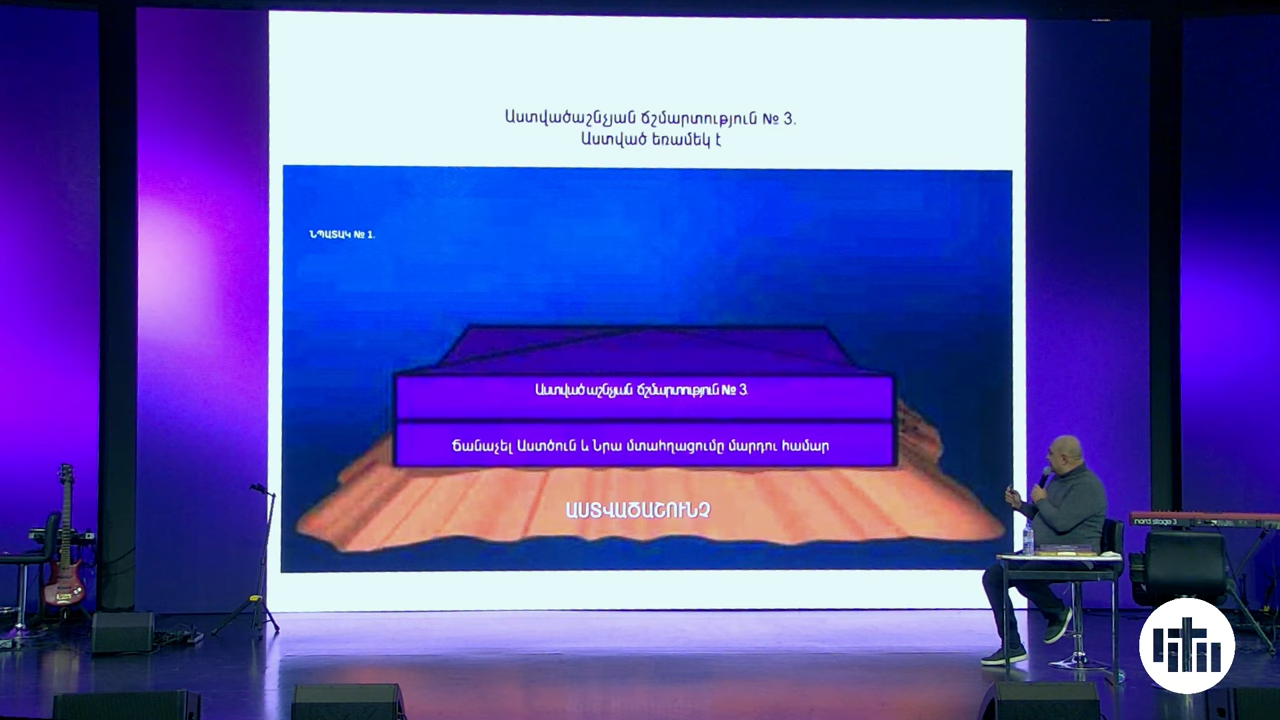 Աստվածաշնչյան ճշմարտություն № 3.
Աստված եռամեկ է
ՆՊԱՏԱԿ № 1.
Աստվածաշնչյան ճշմարտություն № 3.
Ճանաչել Աստծուն և Նրա մտահղացումը մարդու համար
ԱՍՏՎԱԾԱՇՈՒՆՉ
nord stage 3